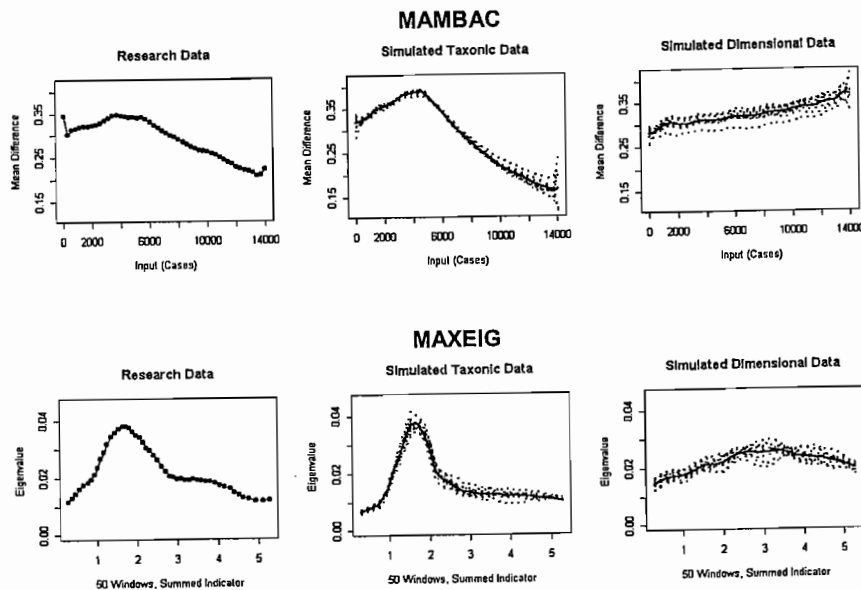 MAMBAC
Research Data
Simulated Taxonic Data
Simulated Dimensional Data
Mean Difference
0.35
0.25
0.15
0 2000 6000 10000 14000
Input (Cases)
Mean Difference
0.35
0.25
0.15
0 2000 6000 10000 14000
Input (Cases)
Mean Difference
0.35
0.25
0.15
0 2000 6000 10000 14000
Input (Cases)
MAXEIG
Research Data
Simulated Taxonic Data
Simulated Dimensional Data
Eigenvalue
0.04
0.02
0.00
1 2 3 4 5
50 Windows, Summed Indicator
Eigenvalue
0.04
0.02
0.00
1 2 3 4 5
50 Windows, Summed Indicator
Eigenvalue
0.04
0.02
0.00
1 2 3 4 5
50 Windows, Summed Indicator